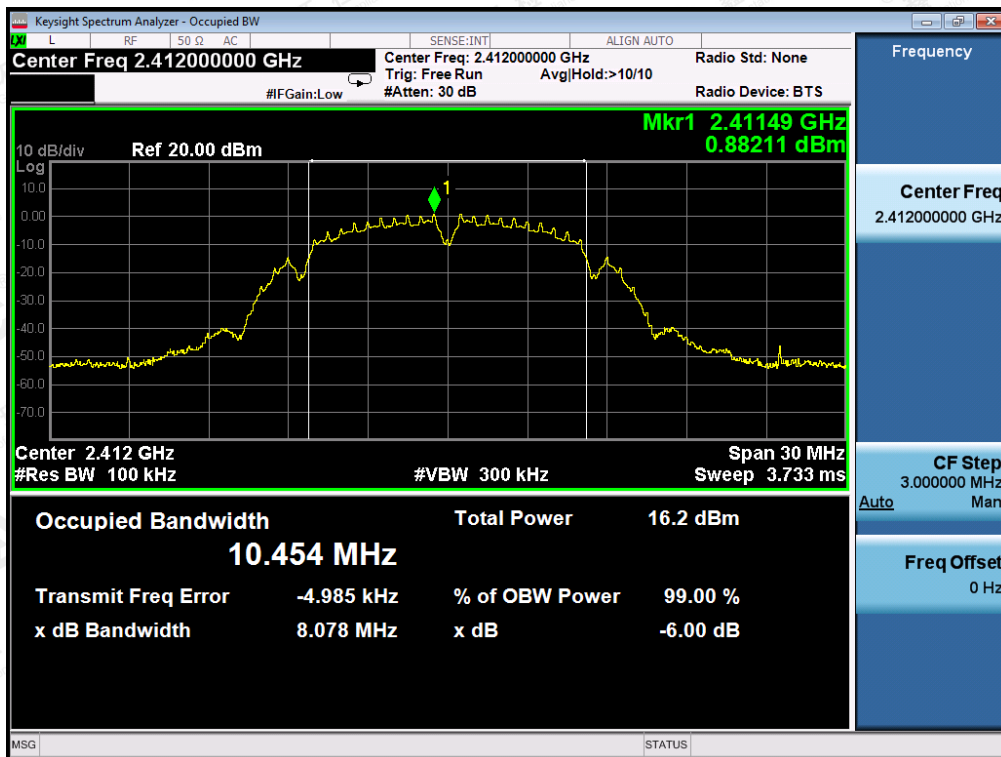 Keysight Spectrum Analyzer - Occupied BW
LXI L RF 50 Ω AC SENSE:INT ALIGN AUTO
Center Freq 2.412000000 GHz
Center Freq: 2.412000000 GHz
Radio Std: None
Trig: Free Run Avg|Hold:>10/10
#IFGain:Low
#Atten: 30 dB
Radio Device: BTS
Mkr1 2.41149 GHz
0.88211 dBm
10 dB/div Ref 20.00 dBm
Log
10.0
0.00
-10.0
-20.0
-30.0
-40.0
-50.0
-60.0
-70.0
1
Center 2.412 GHz Span 30 MHz
#Res BW 100 kHz #VBW 300 kHz Sweep 3.733 ms
Occupied Bandwidth Total Power 16.2 dBm
10.454 MHz
Transmit Freq Error -4.985 kHz % of OBW Power 99.00 %
x dB Bandwidth 8.078 MHz x dB -6.00 dB
Frequency
Center Freq
2.412000000 GHz
CF Step
3.000000 MHz
Auto Man
Freq Offset
0 Hz
MSG STATUS